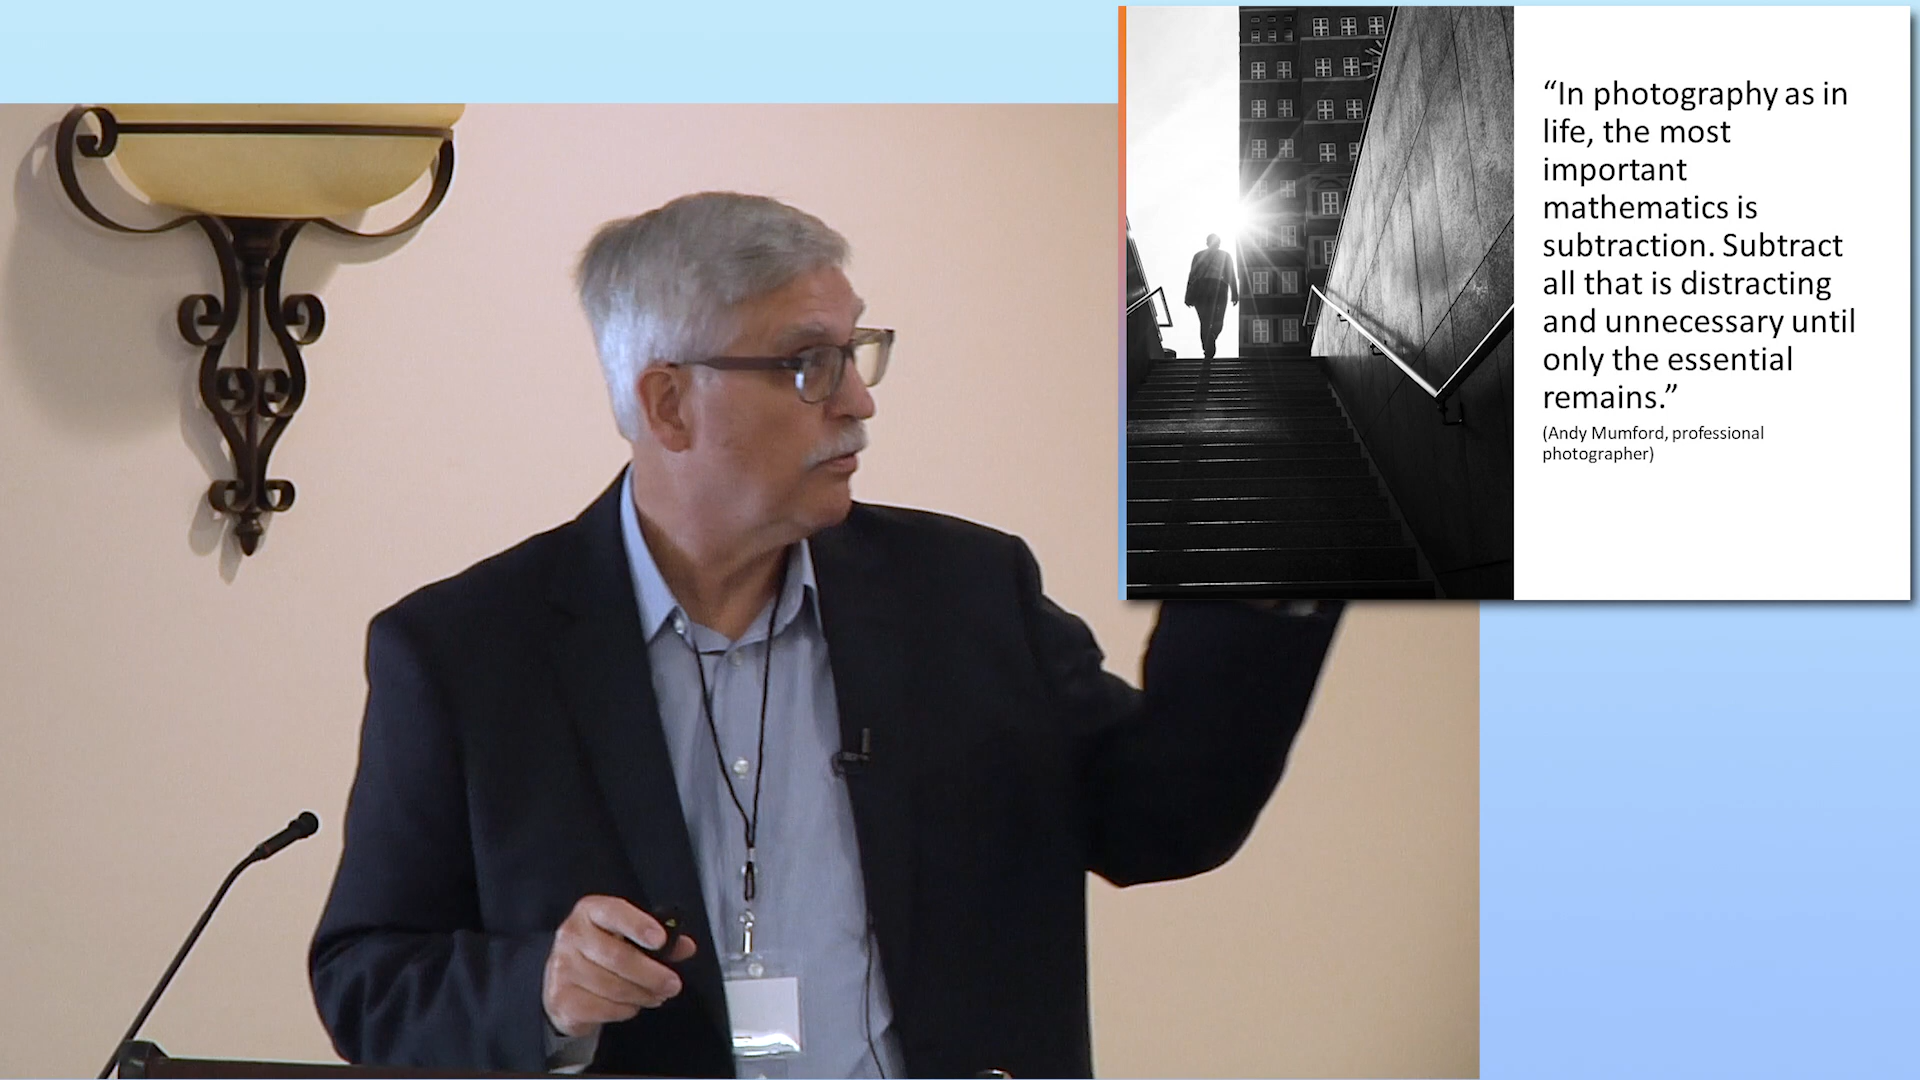 “In photography as in
life, the most
important
mathematics is
subtraction. Subtract
all that is distracting
and unnecessary until
only the essential
remains.”
(Andy Mumford, professional
photographer)